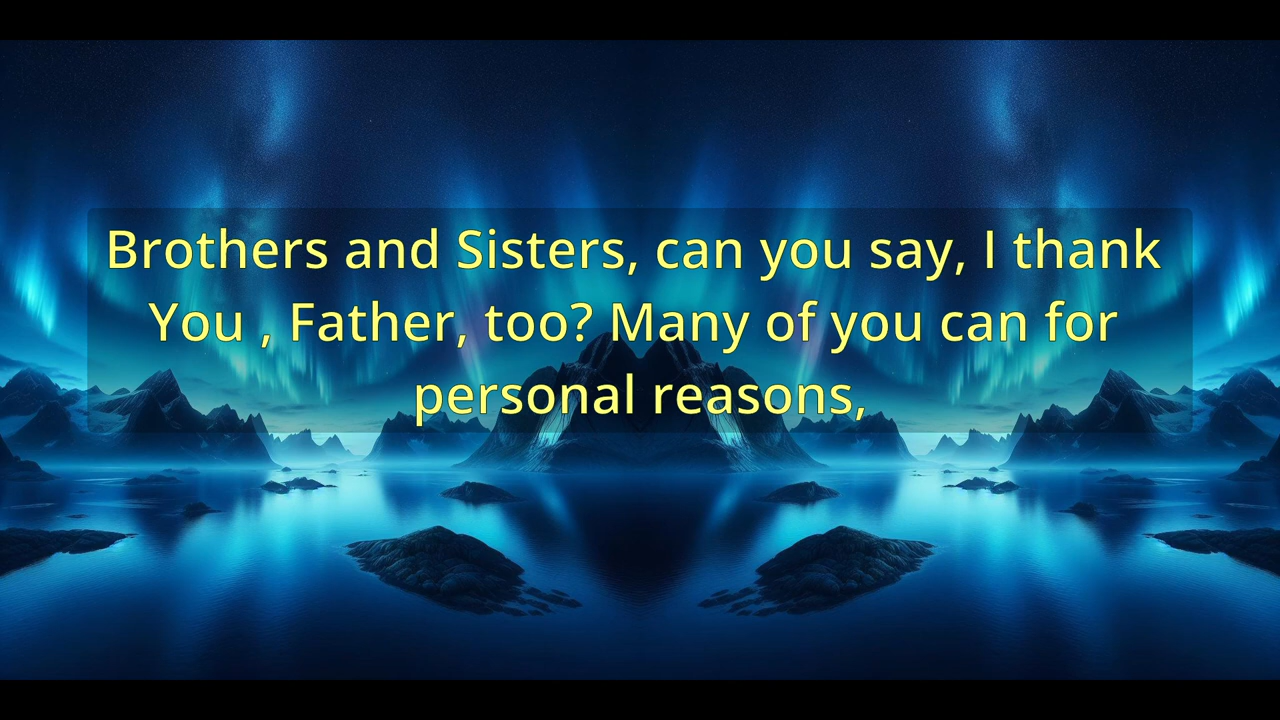 Brothers and Sisters, can you say, I thank
You , Father, too? Many of you can for
personal reasons,